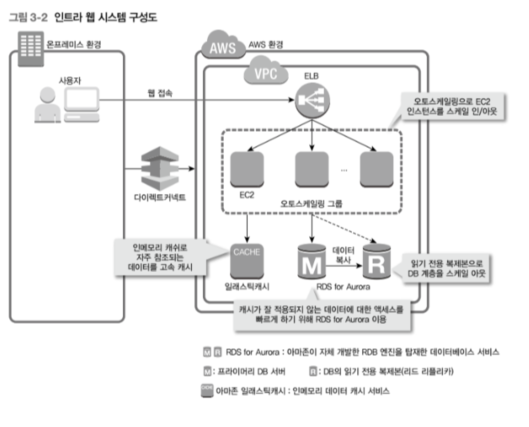 그림 3-2 인트라 웹 시스템 구성도
온프레미스 환경
AWS
AWS 환경
VPC
사용자
ELB
웹 접속
오토스케일링으로 EC2
인스턴스를 스케일 인/아웃
다이렉트커넥트
EC2
...
오토스케일링 그룹
인메모리 캐쉬로
자주 참조되는
데이터를 고속 캐시
CACHE
일래스틱캐시
M
데이터
복사
R
RDS for Aurora
읽기 전용 복제본으로
DB 계층을 스케일 아웃
캐시가 잘 적용되지 않는 데이터에 대한 액세스를
빠르게 하기 위해 RDS for Aurora 이용
M R RDS for Aurora : 아마존이 자체 개발한 RDB 엔진을 탑재한 데이터베이스 서비스
M : 프라이머리 DB 서버
R : DB의 읽기 전용 복제본(리드 리플리카)
아마존 일래스틱캐시 : 인메모리 데이터 캐시 서비스